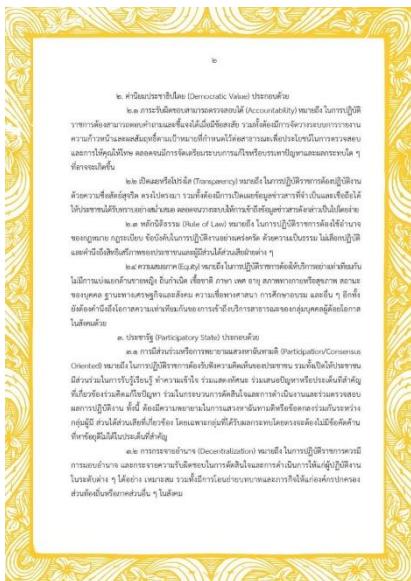 ๒
๒. ค่านิยมประชาธิปไตย (Democratic Value) ประกอบด้วย
๒.๑ ภาระรับผิดชอบสามารถตรวจสอบได้ (Accountability) หมายถึง ในการปฏิบัติ
ราชการต้องสามารถตอบคำถามและชี้แจงได้เมื่อมีข้อสงสัย รวมทั้งต้องมีการจัดวางระบบการรายงาน
ความก้าวหน้าและผลสัมฤทธิ์ตามเป้าหมายที่กำหนดไว้ต่อสาธารณะเพื่อประโยชน์ในการตรวจสอบ
และการให้คุณให้โทษ ตลอดจนมีการจัดเตรียมระบบการแก้ไขหรือบรรเทาปัญหาและผลกระทบใด ๆ
ที่อาจจะเกิดขึ้น
๒.๒ เปิดเผยหรือโปร่งใส (Transparency) หมายถึง ในการปฏิบัติราชการต้องปฏิบัติงาน
ด้วยความซื่อสัตย์สุจริต ตรงไปตรงมา รวมทั้งต้องมีการเปิดเผยข้อมูลข่าวสารที่จำเป็นและเชื่อถือได้
ให้ประชาชนได้รับทราบอย่างสม่ำเสมอ ตลอดจนวางระบบให้การเข้าถึงข้อมูลข่าวสารดังกล่าวเป็นไปโดยง่าย
๒.๓ หลักนิติธรรม (Rule of Law) หมายถึง ในการปฏิบัติราชการต้องใช้อำนาจ
ของกฎหมาย กฎระเบียบ ข้อบังคับในการปฏิบัติงานอย่างเคร่งครัด ด้วยความเป็นธรรม ไม่เลือกปฏิบัติ
และคำนึงถึงสิทธิเสรีภาพของประชาชนและผู้มีส่วนได้ส่วนเสียฝ่ายต่าง ๆ
๒.๔ ความเสมอภาค (Equity) หมายถึง ในการปฏิบัติราชการต้องให้บริการอย่างเท่าเทียมกัน
ไม่มีการแบ่งแยกด้านชายหญิง ถิ่นกำเนิด เชื้อชาติ ภาษา เพศ อายุ สภาพทางกายหรือสุขภาพ สถานะ
ของบุคคล ฐานะทางเศรษฐกิจและสังคม ความเชื่อทางศาสนา การศึกษาอบรม และอื่น ๆ อีกทั้ง
ยังต้องคำนึงถึงโอกาสความเท่าเทียมกันของการเข้าถึงบริการสาธารณะของกลุ่มบุคคลผู้ด้อยโอกาส
ในสังคมด้วย
๓. ประชารัฐ (Participatory State) ประกอบด้วย
๓.๑ การมีส่วนร่วมหรือการพยายามแสวงหาฉันทามติ (Participation/Consensus
Oriented) หมายถึง ในการปฏิบัติราชการต้องรับฟังความคิดเห็นของประชาชน รวมทั้งเปิดให้ประชาชน
มีส่วนร่วมในการรับรู้เรียนรู้ ทำความเข้าใจ ร่วมแสดงทัศนะ ร่วมเสนอปัญหาหรือประเด็นที่สำคัญ
ที่เกี่ยวข้องร่วมคิดแก้ไขปัญหา ร่วมในกระบวนการตัดสินใจและการดำเนินงานและร่วมตรวจสอบ
ผลการปฏิบัติงาน ทั้งนี้ ต้องมีความพยายามในการแสวงหาฉันทามติหรือข้อตกลงร่วมกันระหว่าง
กลุ่มผู้มี ส่วนได้ส่วนเสียที่เกี่ยวข้อง โดยเฉพาะกลุ่มที่ได้รับผลกระทบโดยตรงจะต้องไม่มีข้อคัดค้าน
ที่หาข้อยุติไม่ได้ในประเด็นที่สำคัญ
๓.๒ การกระจายอำนาจ (Decentralization) หมายถึง ในการปฏิบัติราชการควรมี
การมอบอำนาจ และกระจายความรับผิดชอบในการตัดสินใจและการดำเนินการให้แก่ผู้ปฏิบัติงาน
ในระดับต่าง ๆ ได้อย่าง เหมาะสม รวมทั้งมีการโอนถ่ายบทบาทและภารกิจให้แก่องค์กรปกครอง
ส่วนท้องถิ่นหรือภาคส่วนอื่น ๆ ในสังคม